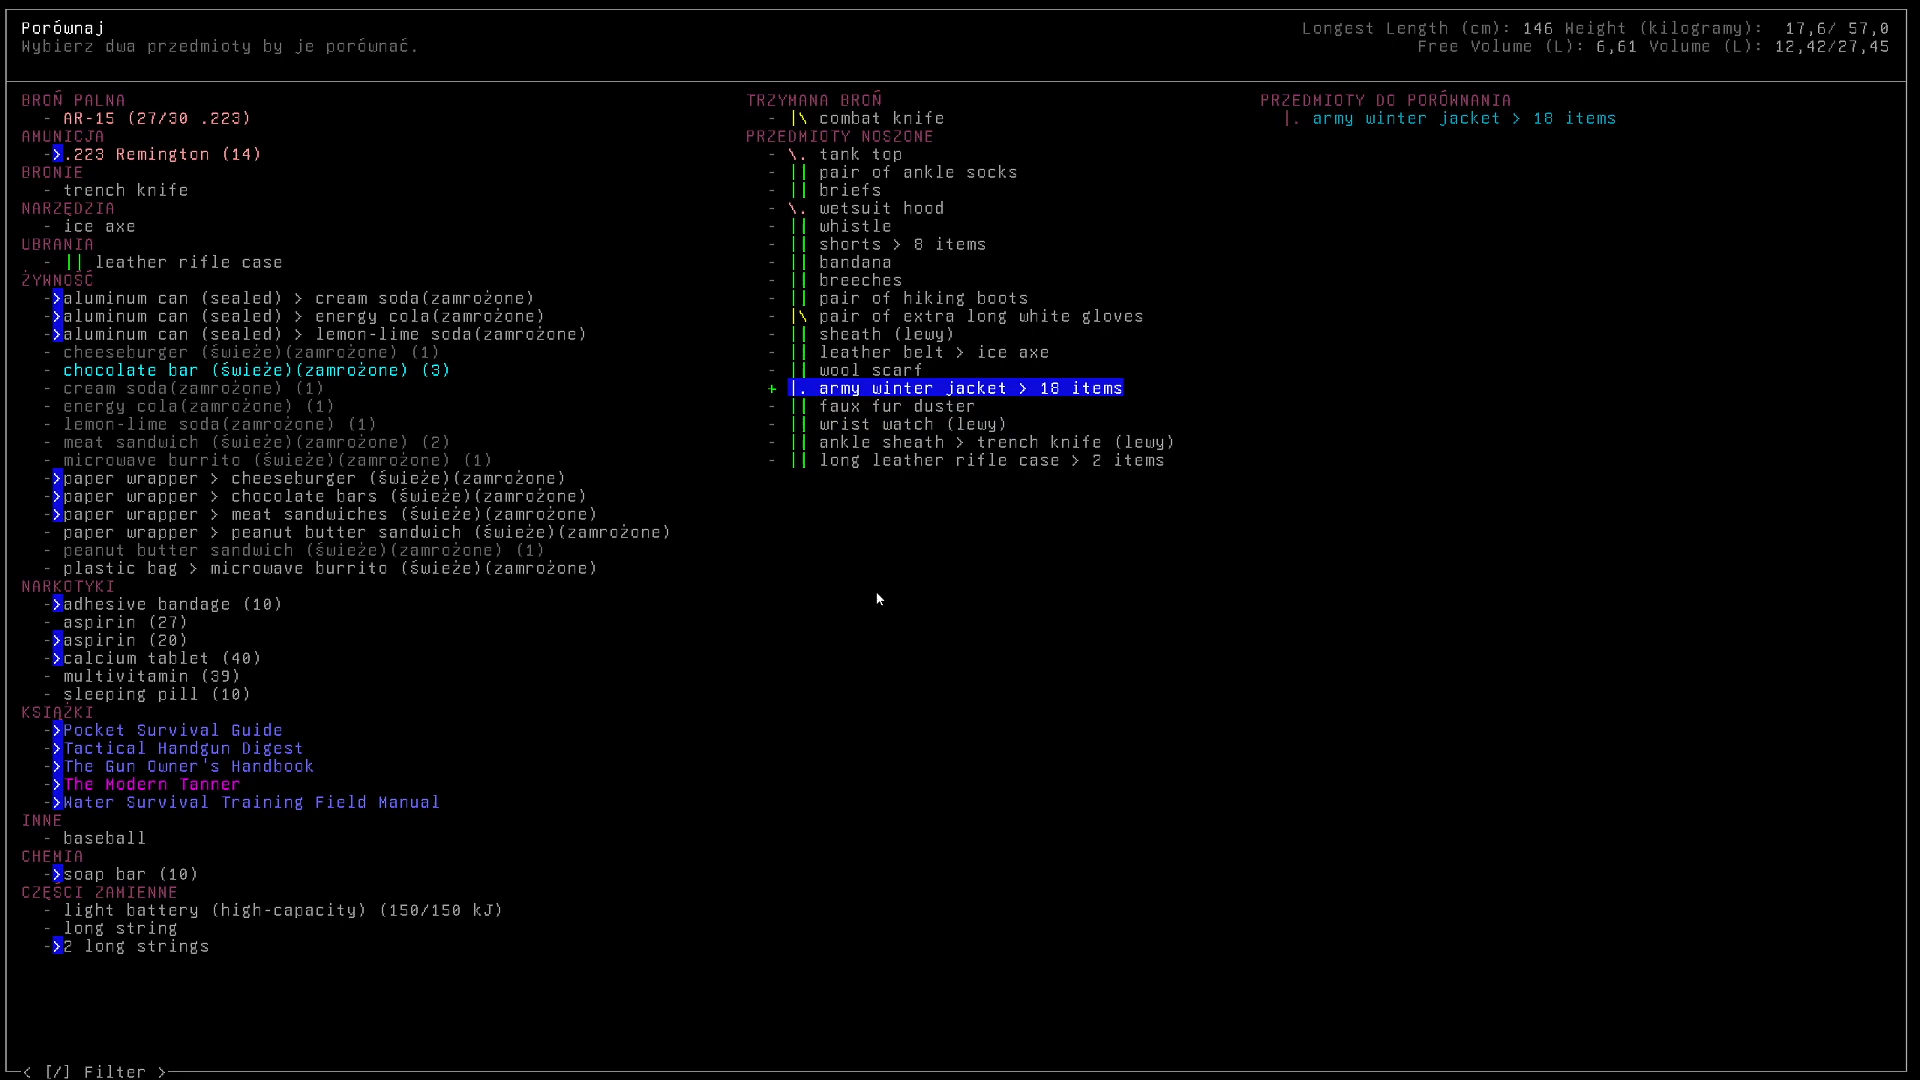 Porównaj
Wybierz dwa przedmioty by je porównać.
Longest Length (cm): 146 Weight (kilogramy):  17,6/ 57,0
Free Volume (L): 6,61 Volume (L): 12,42/27,45
BROŃ PALNA
- AR-15 (27/30 .223)
AMUNICJA
->.223 Remington (14)
BRONIE
- trench knife
NARZĘDZIA
- ice axe
UBRANIA
- || leather rifle case
ŻYWNOŚĆ
->aluminum can (sealed) > cream soda(zamrożone)
->aluminum can (sealed) > energy cola(zamrożone)
->aluminum can (sealed) > lemon-lime soda(zamrożone)
- cheeseburger (świeże)(zamrożone) (1)
- chocolate bar (świeże)(zamrożone) (3)
- cream soda(zamrożone) (1)
- energy cola(zamrożone) (1)
- lemon-lime soda(zamrożone) (1)
- meat sandwich (świeże)(zamrożone) (2)
- microwave burrito (świeże)(zamrożone) (1)
->paper wrapper > cheeseburger (świeże)(zamrożone)
->paper wrapper > chocolate bars (świeże)(zamrożone)
->paper wrapper > meat sandwiches (świeże)(zamrożone)
- paper wrapper > peanut butter sandwich (świeże)(zamrożone)
- peanut butter sandwich (świeże)(zamrożone) (1)
- plastic bag > microwave burrito (świeże)(zamrożone)
NARKOTYKI
->adhesive bandage (10)
- aspirin (27)
->aspirin (20)
->calcium tablet (40)
- multivitamin (39)
- sleeping pill (10)
KSIĄŻKI
->Pocket Survival Guide
->Tactical Handgun Digest
->The Gun Owner's Handbook
->The Modern Tanner
->Water Survival Training Field Manual
INNE
- baseball
CHEMIA
->soap bar (10)
CZĘŚCI ZAMIENNE
- light battery (high-capacity) (150/150 kJ)
- long string
->2 long strings
TRZYMANA BROŃ
- |\ combat knife
PRZEDMIOTY NOSZONE
- \. tank top
- || pair of ankle socks
- || briefs
- \. wetsuit hood
- || whistle
- || shorts > 8 items
- || bandana
- || breeches
- || pair of hiking boots
- |\ pair of extra long white gloves
- || sheath (lewy)
- || leather belt > ice axe
- || wool scarf
+ |. army winter jacket > 18 items
- || faux fur duster
- || wrist watch (lewy)
- || ankle sheath > trench knife (lewy)
- || long leather rifle case > 2 items
PRZEDMIOTY DO PORÓWNANIA
|. army winter jacket > 18 items
< [/] Filter >